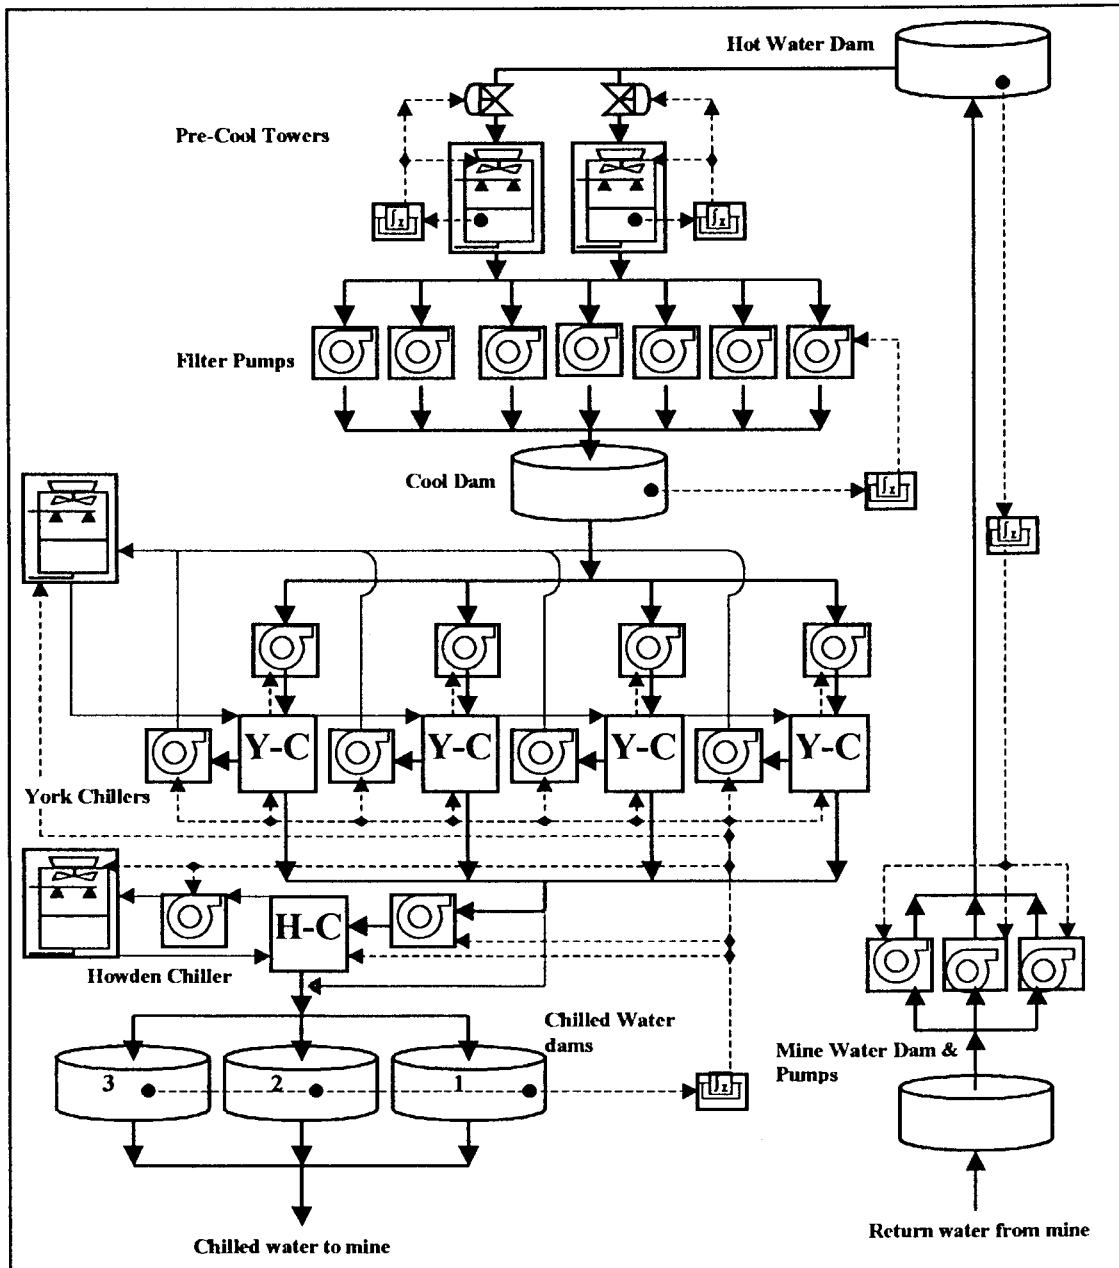 Hot Water Dam
Pre-Cool Towers
∫x
∫x
Filter Pumps
Cool Dam
∫x
∫x
Y-C
Y-C
Y-C
Y-C
York Chillers
H-C
Howden Chiller
Chilled Water
dams
Mine Water Dam &
Pumps
3
2
1
∫x
Chilled water to mine
Return water from mine